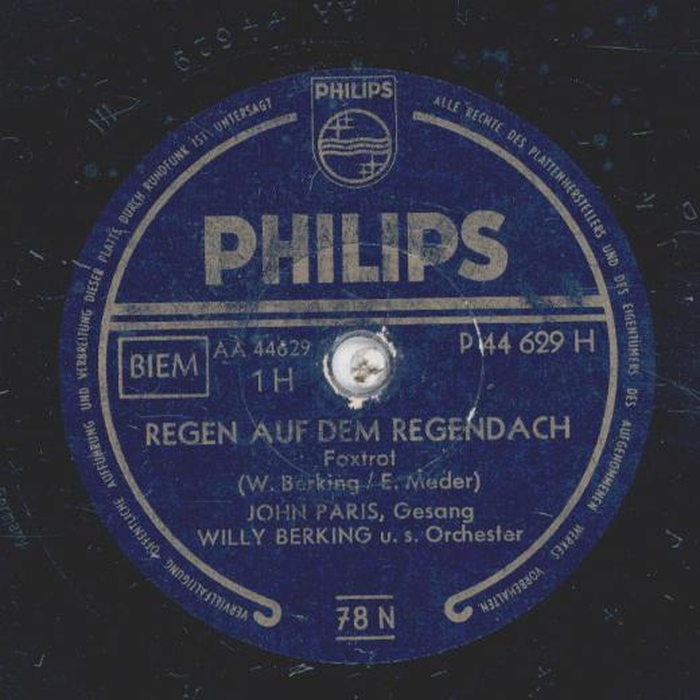 62944 AA
PHILIPS
ALLE RECHTE DES PLATTENHERSTELLERS UND DES EIGENTÜMERS DES AUFGENOMMENEN WERKES VORBEHALTEN
VERVIELFÄLTIGUNG ÖFFENTLICHE AUFFÜHRUNG UND VERBREITUNG DIESER PLATTE DURCH RUNDFUNK IST UNTERSAGT
PHILIPS
BIEM
AA 44629
1 H
P 44 629 H
REGEN AUF DEM REGENDACH
Foxtrot
(W. Berking / E. Meder)
JOHN PARIS, Gesang
WILLY BERKING u. s. Orchester
78 N